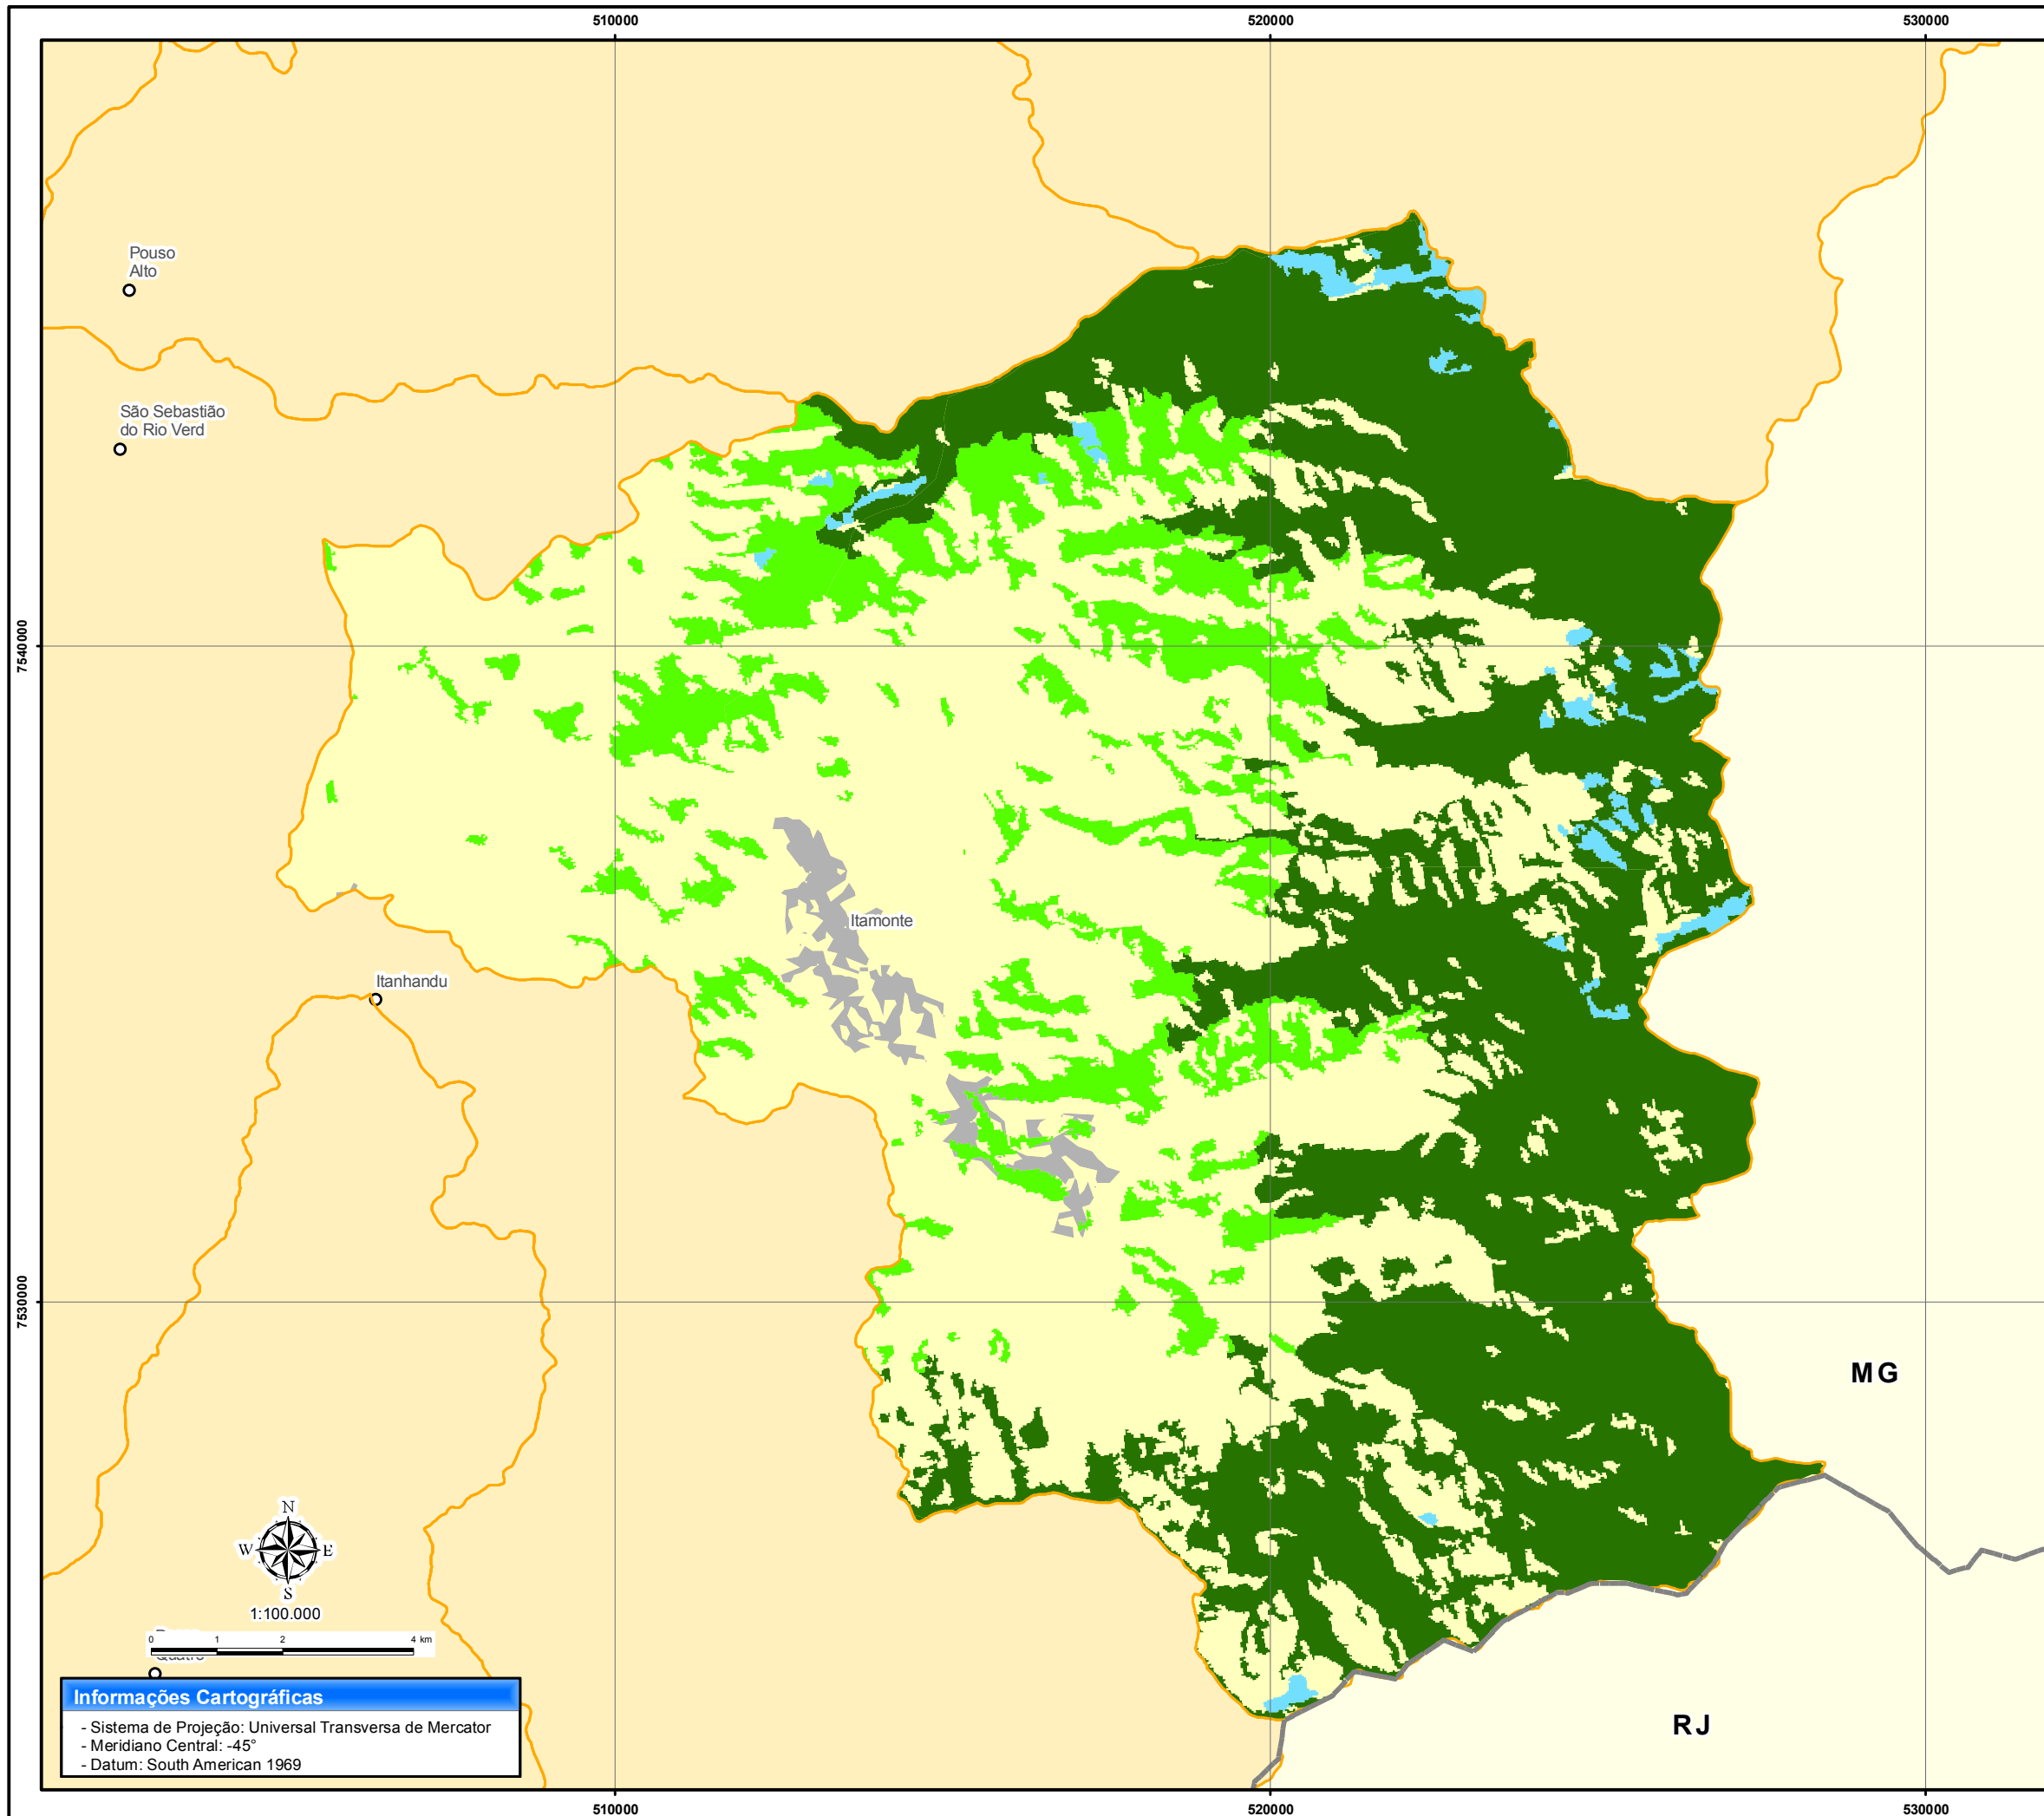 510000
520000
530000
Pouso
Alto
São Sebastião
do Rio Verd
7540000
Itamonte
Itanhandu
7530000
MG
N
W
E
S
1:100.000
0 1 2 4 km
RJ
Informações Cartográficas
- Sistema de Projeção: Universal Transversa de Mercator
- Meridiano Central: -45°
- Datum: South American 1969
510000
520000
530000